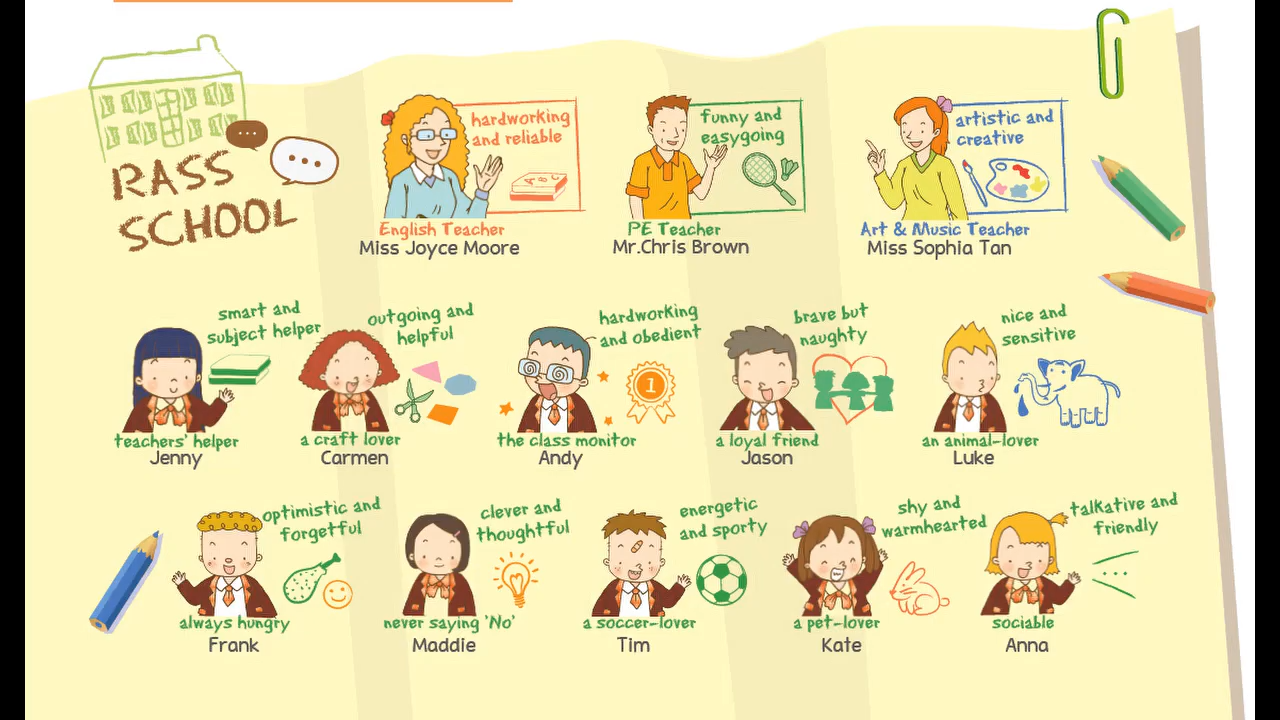 RASS
SCHOOL
hardworking
and reliable
English Teacher
Miss Joyce Moore
funny and
easygoing
PE Teacher
Mr.Chris Brown
artistic and
creative
Art & Music Teacher
Miss Sophia Tan
smart and
subject helper
teachers' helper
Jenny
outgoing and
helpful
a craft lover
Carmen
hardworking
and obedient
1
the class monitor
Andy
brave but
naughty
a loyal friend
Jason
nice and
sensitive
an animal-lover
Luke
optimistic and
forgetful
always hungry
Frank
clever and
thoughtful
never saying 'No'
Maddie
energetic
and sporty
a soccer-lover
Tim
shy and
warmhearted
a pet-lover
Kate
talkative and
friendly
sociable
Anna